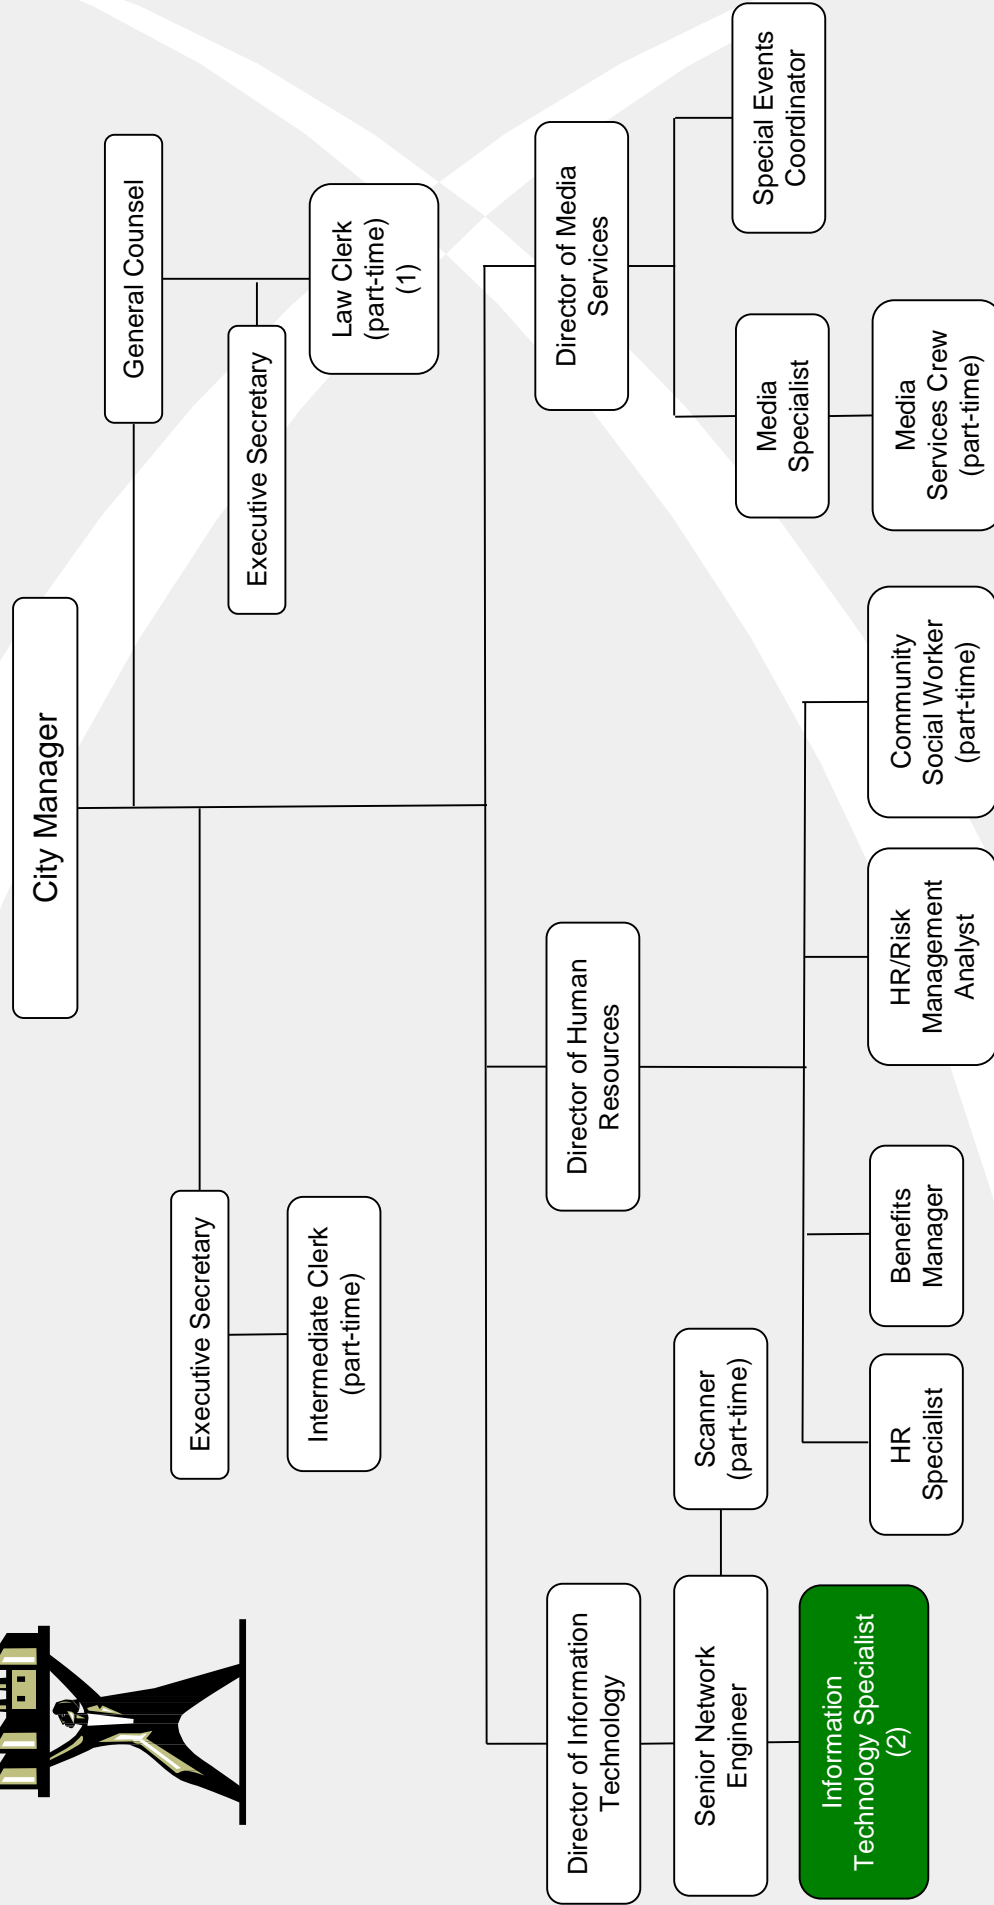 City Manager
General Counsel
Executive Secretary
Executive Secretary
Law Clerk
(part-time)
(1)
Intermediate Clerk
(part-time)
Director of Information
Technology
Director of Human
Resources
Director of Media
Services
Senior Network
Engineer
Scanner
(part-time)
Media
Specialist
Special Events
Coordinator
Information
Technology Specialist
(2)
HR
Specialist
Benefits
Manager
HR/Risk
Management
Analyst
Community
Social Worker
(part-time)
Media
Services Crew
(part-time)